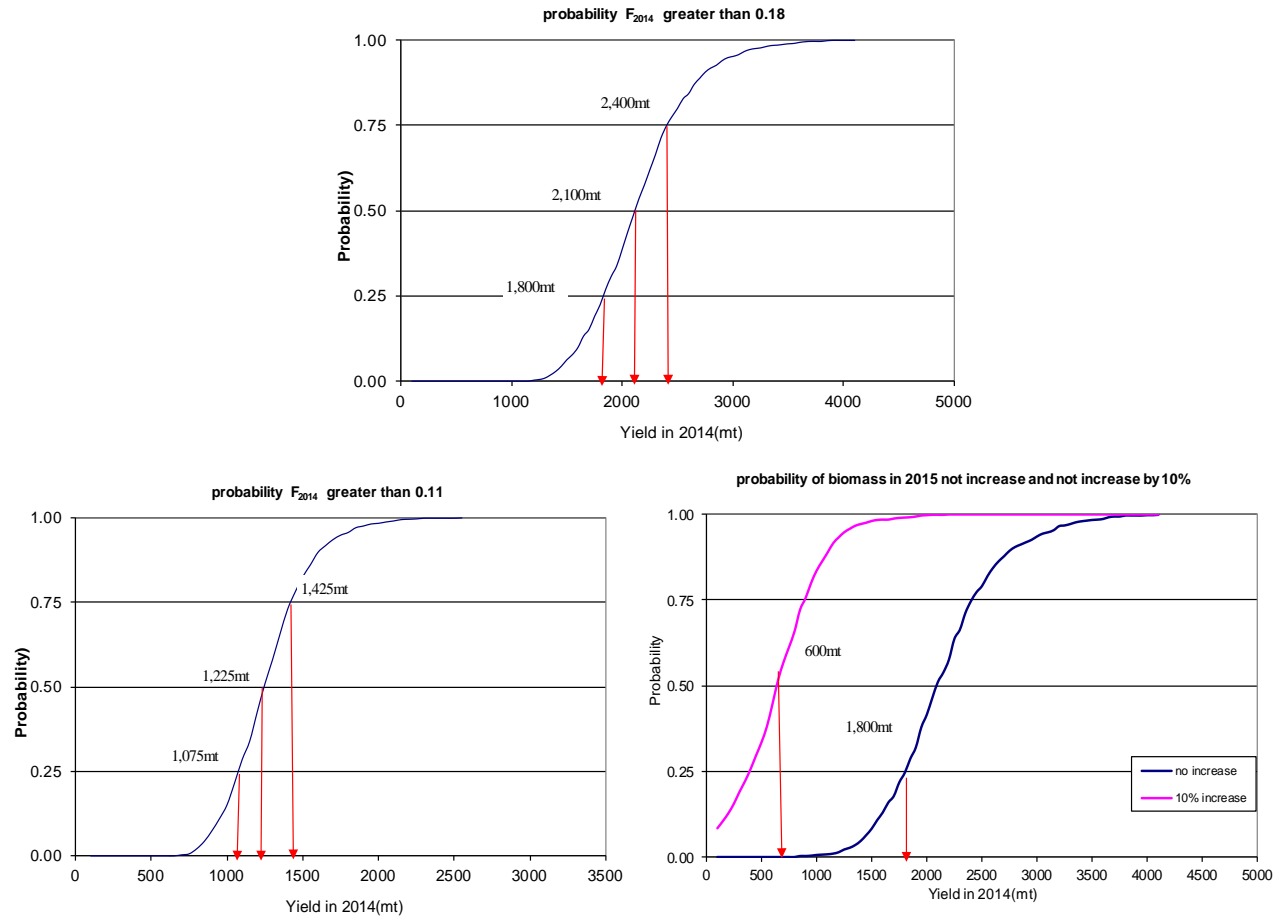 probability F2014 greater than 0.18
1.00
0.75
0.50
0.25
0.00
Probability)
2,400mt
2,100mt
1,800mt
0 1000 2000 3000 4000 5000
Yield in 2014(mt)
probability F2014 greater than 0.11
1.00
0.75
0.50
0.25
0.00
Probability)
1,425mt
1,225mt
1,075mt
0 500 1000 1500 2000 2500 3000 3500
Yield in 2014(mt)
probability of biomass in 2015 not increase and not increase by 10%
1.00
0.75
0.50
0.25
0.00
Probability
600mt
1,800mt
no increase
10% increase
0 500 1000 1500 2000 2500 3000 3500 4000 4500 5000
Yield in 2014(mt)